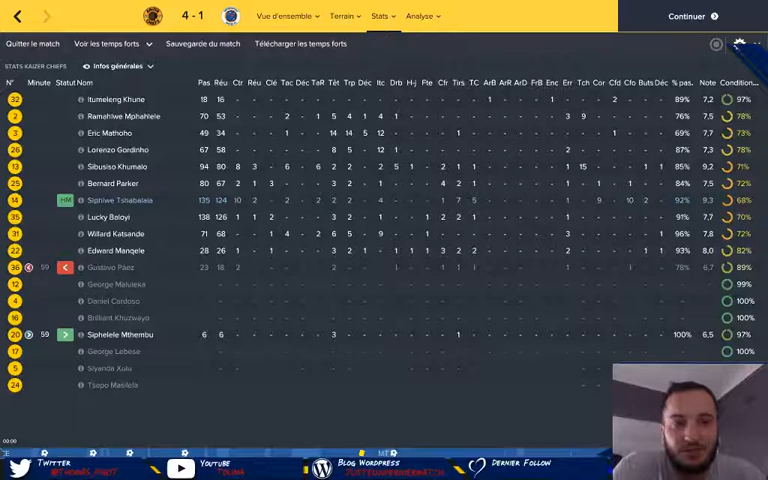 4 - 1 Vue d'ensemble Terrain Stats Analyse Continuer
Quitter le match Voir les temps forts Sauvegarde du match Télécharger les temps forts
STATS KAIZER CHIEFS Infos générales
N° Minute Statut Nom Pas Réu Ctr Réu Clé Tac Déc TaR Têt Trp Déc Itc Drb H-j Fte Cfr Tirs TC ArB ArR ArD FrB Enc Err Tch Cor Cfd Cfo Buts Déc % pas. Note Condition...
32 Itumeleng Khune 18 16 - - - - - - - - - - - - - - - - 1 - - - 1 - - - 2 - - - 89% 7,2 97%
2 Ramahlwe Mphahlele 70 53 - - - 2 - 1 5 4 1 4 1 - - - - - - - - - - 3 9 - - - - - 76% 7,5 78%
3 Eric Mathoho 49 34 - - - 1 - - 14 14 5 12 - - - - 1 - - - - - - - - - 1 - - - 69% 7,7 73%
26 Lorenzo Gordinho 67 58 - - - - - - 8 5 - 12 1 - - - - - - - - - - 2 - - - - - - 87% 7,3 78%
13 Sibusiso Khumalo 94 80 8 3 - 6 - 6 2 2 - 2 5 1 - 2 1 1 - - - - - 1 15 - - - 1 1 85% 9,2 71%
25 Bernard Parker 80 67 2 1 3 - - - 3 2 - 1 - - - 4 2 1 - - - - - 1 - 1 - 1 - - 84% 7,5 72%
14 HM Siphiwe Tshabalala 135 124 10 2 - 2 - 2 2 2 - 4 - - - 1 7 5 - - - - - - - 9 - 10 2 - 92% 9,3 68%
35 Lucky Baloyi 138 126 1 1 2 - - - 3 2 - 1 - - 1 2 2 1 - - - - - - - - - - - - 91% 7,7 70%
31 Willard Katsande 71 68 - - 1 4 - 2 6 5 - 9 - - 1 - - - - - - - - 3 - - - - - 1 96% 7,8 72%
22 Edward Manqele 28 26 1 - - - - - 3 2 1 - 1 1 1 3 2 2 - - - - - 1 - - - - 1 1 93% 8,0 82%
36 59 Gustavo Páez 23 18 2 78% 6,7 89%
12 George Maluleka 99%
4 Daniel Cardoso 100%
16 Brilliant Khuzwayo
20 59 Siphelele Mthembu 6 6 - - - - - - 3 - - - - - - - 1 - - - - - - - - - - - - - 100% 6,5 97%
17 George Lebese 100%
5 Siyanda Xulu
24 Tsepo Masilela
00:00
Twitter
Youtube
Blog Wordpress
Dernier Follow